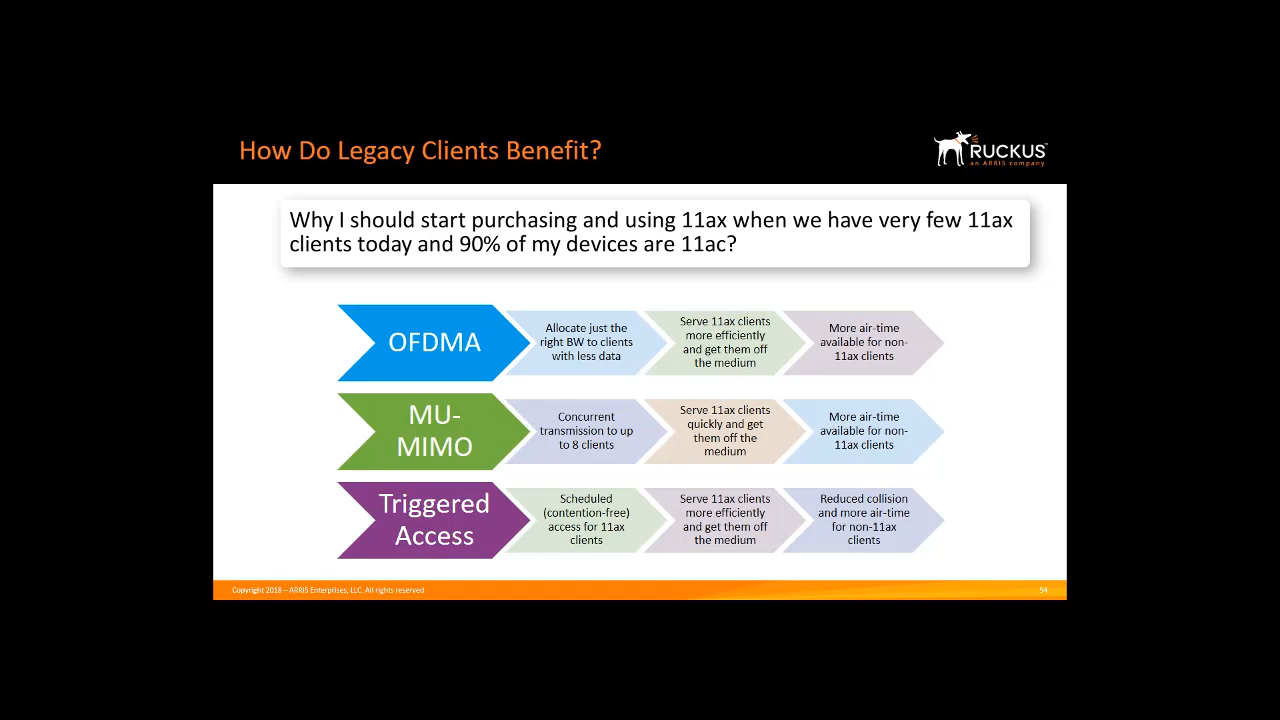 How Do Legacy Clients Benefit?
RUCKUS
an ARRIS company
Why I should start purchasing and using 11ax when we have very few 11ax
clients today and 90% of my devices are 11ac?
OFDMA
Allocate just the
right BW to clients
with less data
Serve 11ax clients
more efficiently
and get them off
the medium
More air-time
available for non-
11ax clients
MU-
MIMO
Concurrent
transmission to up
to 8 clients
Serve 11ax clients
quickly and get
them off the
medium
More air-time
available for non-
11ax clients
Triggered
Access
Scheduled
(contention-free)
access for 11ax
clients
Serve 11ax clients
more efficiently
and get them off
the medium
Reduced collision
and more air-time
for non-11ax
clients
Copyright 2018 – ARRIS Enterprises, LLC. All rights reserved
54